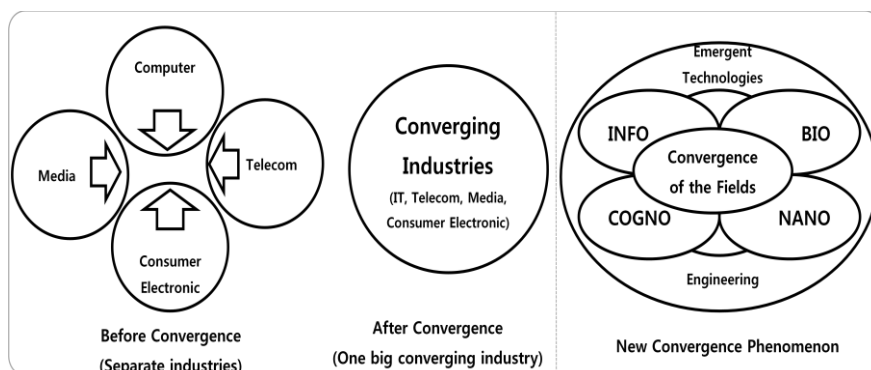 Computer
Media
Telecom
Consumer
Electronic
Before Convergence
(Separate industries)
Converging
Industries
(IT, Telecom, Media,
Consumer Electronic)
After Convergence
(One big converging industry)
Emergent
Technologies
INFO
BIO
Convergence
of the Fields
COGNO
NANO
Engineering
New Convergence Phenomenon